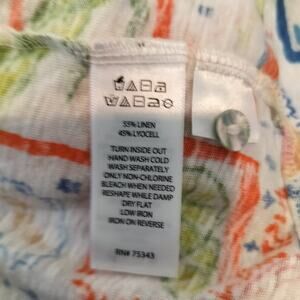 55% LINEN
45% LYOCELL
TURN INSIDE OUT
HAND WASH COLD
WASH SEPARATELY
ONLY NON-CHLORINE
BLEACH WHEN NEEDED
RESHAPE WHILE DAMP
DRY FLAT
LOW IRON
IRON ON REVERSE
RN# 75343